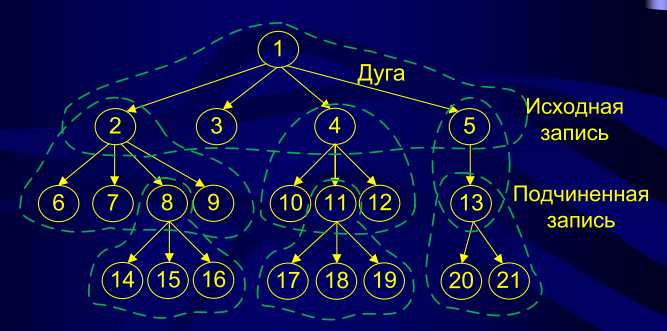 1
Дуга
2 3 4 5
Исходная
запись
6 7 8 9 10 11 12 13
Подчиненная
запись
14 15 16 17 18 19 20 21